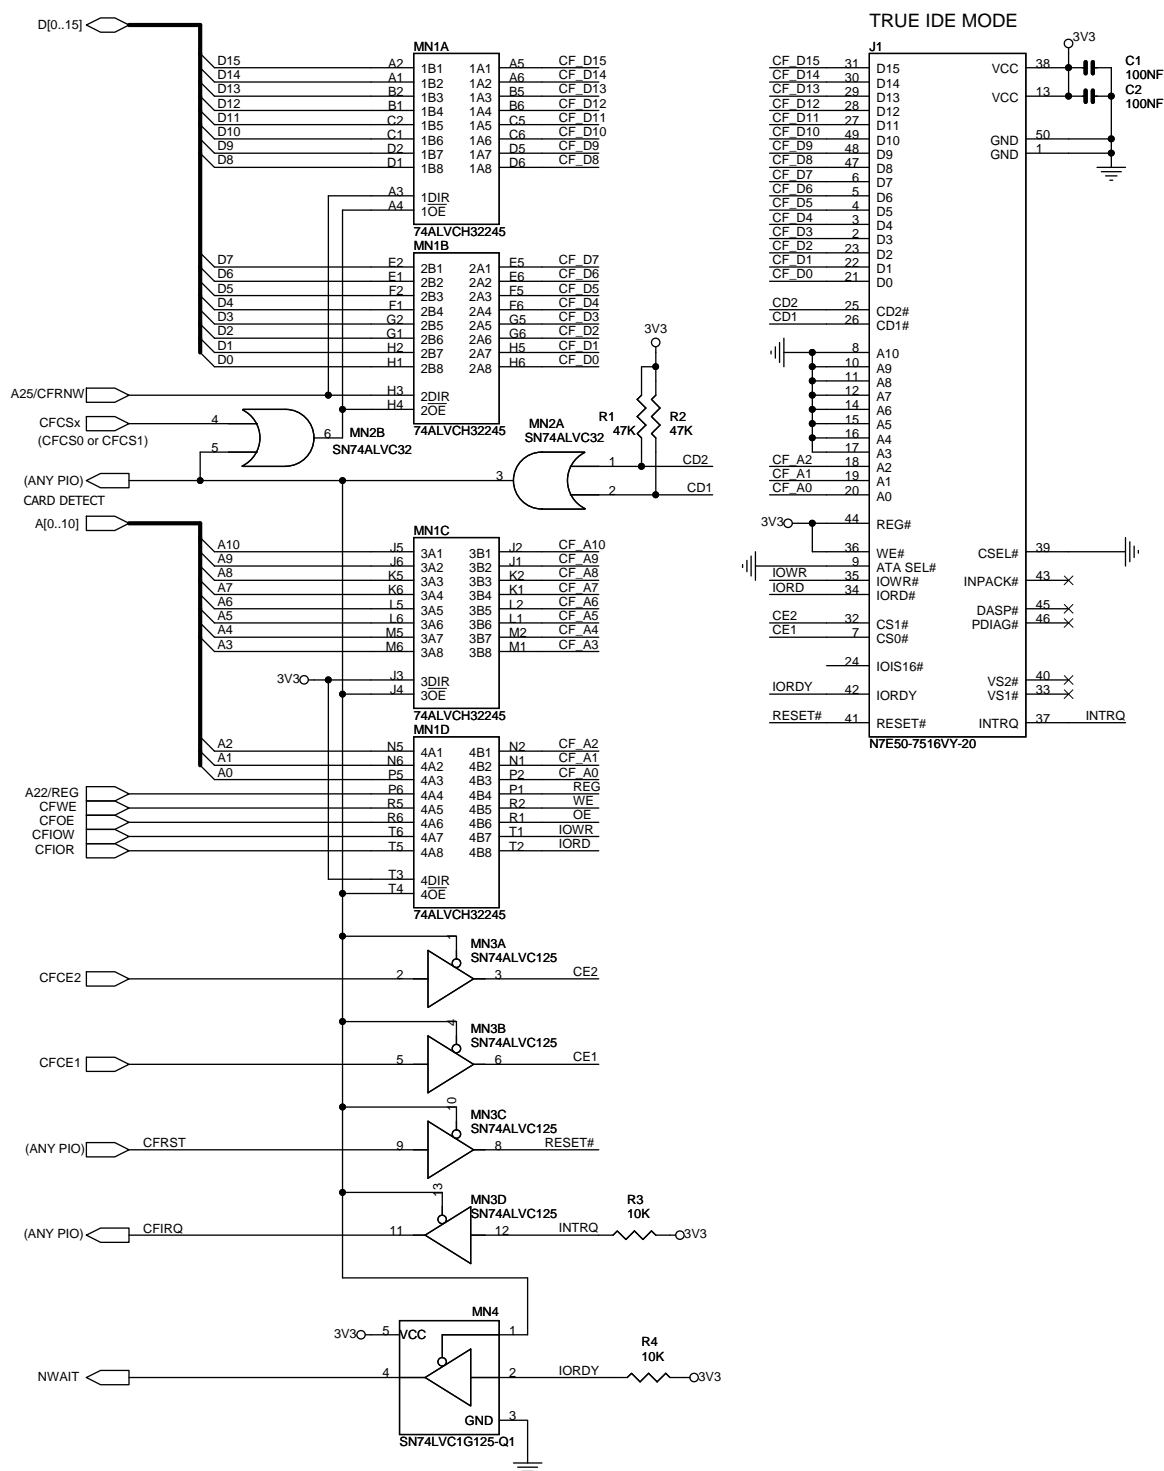 TRUE IDE MODE
D[0..15]
MN1A
D15 A2 1B1 1A1 A5 CF_D15
D14 A1 1B2 1A2 A6 CF_D14
D13 B2 1B3 1A3 B5 CF_D13
D12 B1 1B4 1A4 B6 CF_D12
D11 C2 1B5 1A5 C5 CF_D11
D10 C1 1B6 1A6 C6 CF_D10
D9 D2 1B7 1A7 D5 CF_D9
D8 D1 1B8 1A8 D6 CF_D8
A3 1DIR
A4 1OE
74ALVCH32245
MN1B
D7 E2 2B1 2A1 E5 CF_D7
D6 E1 2B2 2A2 E6 CF_D6
D5 F2 2B3 2A3 F5 CF_D5
D4 F1 2B4 2A4 F6 CF_D4
D3 G2 2B5 2A5 G5 CF_D3
D2 G1 2B6 2A6 G6 CF_D2
D1 H2 2B7 2A7 H5 CF_D1
D0 H1 2B8 2A8 H6 CF_D0
A25/CFRNW H3 2DIR
H4 2OE
74ALVCH32245
CFCSx
(CFCS0 or CFCS1)
4
5
6
MN2B
SN74ALVC32
MN2A
SN74ALVC32
3V3
R1
47K
R2
47K
1 CD2
2 CD1
3
(ANY PIO)
CARD DETECT
A[0..10]
MN1C
A10 J5 3A1 3B1 J2 CF_A10
A9 J6 3A2 3B2 J1 CF_A9
A8 K5 3A3 3B3 K2 CF_A8
A7 K6 3A4 3B4 K1 CF_A7
A6 L5 3A5 3B5 L2 CF_A6
A5 L6 3A6 3B6 L1 CF_A5
A4 M5 3A7 3B7 M2 CF_A4
A3 M6 3A8 3B8 M1 CF_A3
3V3 J3 3DIR
J4 3OE
74ALVCH32245
MN1D
A2 N5 4A1 4B1 N2 CF_A2
A1 N6 4A2 4B2 N1 CF_A1
A0 P5 4A3 4B3 P2 CF_A0
A22/REG P6 4A4 4B4 P1 REG
CFWE R5 4A5 4B5 R2 WE
CFOE R6 4A6 4B6 R1 OE
CFIOW T6 4A7 4B7 T1 IOWR
CFIOR T5 4A8 4B8 T2 IORD
T3 4DIR
T4 4OE
74ALVCH32245
1
MN3A
SN74ALVC125
CFCE2 2 3 CE2
4
MN3B
SN74ALVC125
CFCE1 5 6 CE1
10
MN3C
SN74ALVC125
(ANY PIO) CFRST 9 8 RESET#
13
MN3D
SN74ALVC125
R3
10K
(ANY PIO) CFIRQ 11 12 INTRQ 3V3
MN4
3V3 5 VCC 1
R4
10K
NWAIT 4 2 IORDY 3V3
GND 3
SN74LVC1G125-Q1
J1
3V3
C1
100NF
C2
100NF
CF_D15 31 D15 VCC 38
CF_D14 30 D14
CF_D13 29 D13 VCC 13
CF_D12 28 D12
CF_D11 27 D11
CF_D10 49 D10 GND 50
CF_D9 48 D9 GND 1
CF_D8 47 D8
CF_D7 6 D7
CF_D6 5 D6
CF_D5 4 D5
CF_D4 3 D4
CF_D3 2 D3
CF_D2 23 D2
CF_D1 22 D1
CF_D0 21 D0
CD2 25 CD2#
CD1 26 CD1#
8 A10
10 A9
11 A8
12 A7
14 A6
15 A5
16 A4
17 A3
CF_A2 18 A2
CF_A1 19 A1
CF_A0 20 A0
3V3 44 REG#
36 WE# CSEL# 39
9 ATA SEL#
IOWR 35 IOWR# INPACK# 43
IORD 34 IORD#
DASP# 45
CE2 32 CS1# PDIAG# 46
CE1 7 CS0#
24 IOIS16#
VS2# 40
IORDY 42 IORDY VS1# 33
RESET# 41 RESET# INTRQ 37 INTRQ
N7E50-7516VY-20